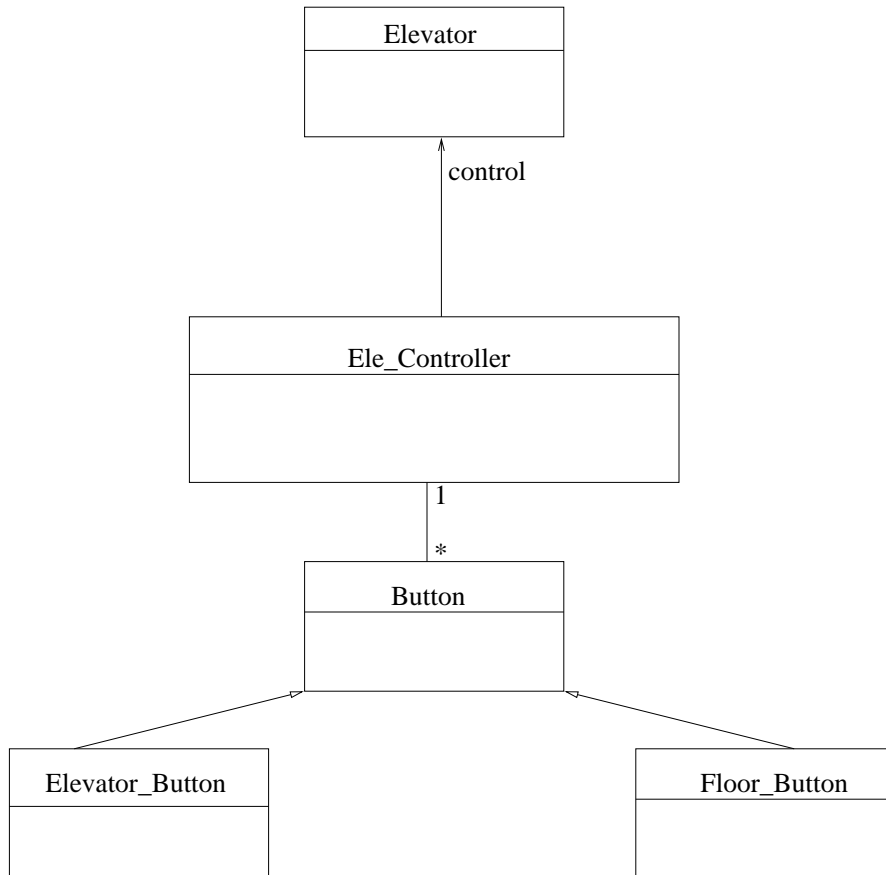 Elevator
control
Ele_Controller
1
*
Button
Elevator_Button
Floor_Button